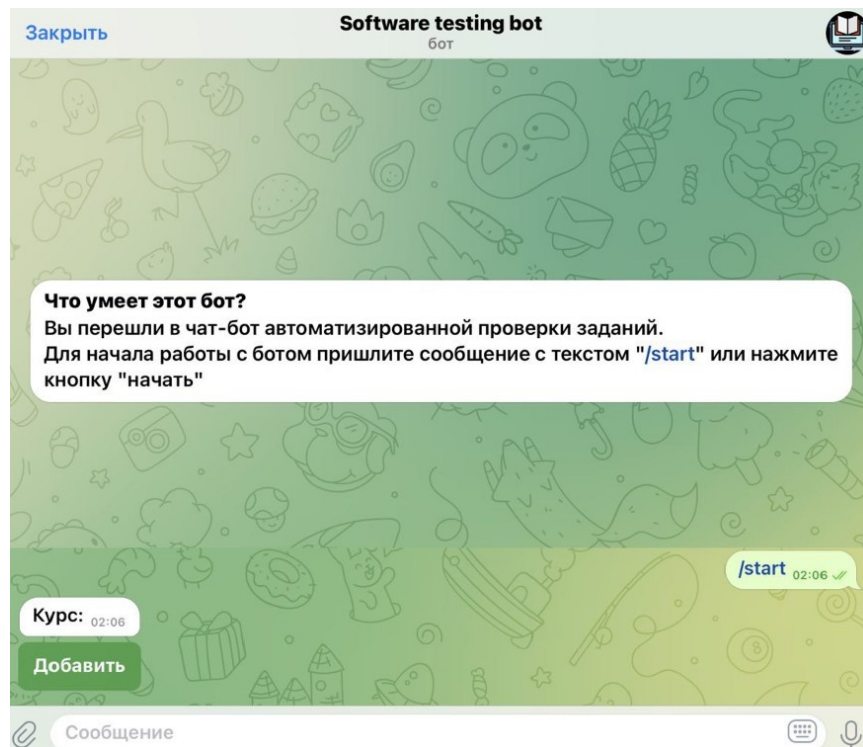 Закрыть
Software testing bot
бот
Что умеет этот бот?
Вы перешли в чат-бот автоматизированной проверки заданий.
Для начала работы с ботом пришлите сообщение с текстом "/start" или нажмите
кнопку "начать"
/start 02:06
Курс: 02:06
Добавить
Сообщение